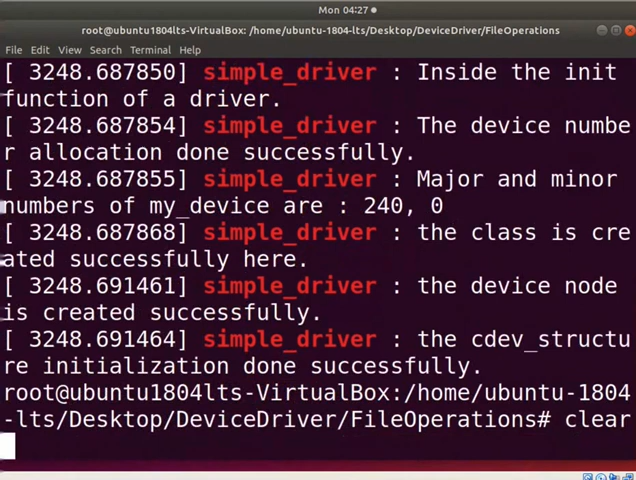 Mon 04:27
root@ubuntu1804lts-VirtualBox: /home/ubuntu-1804-lts/Desktop/DeviceDriver/FileOperations
File Edit View Search Terminal Help
[ 3248.687850] simple_driver : Inside the init
function of a driver.
[ 3248.687854] simple_driver : The device numbe
r allocation done successfully.
[ 3248.687855] simple_driver : Major and minor
numbers of my_device are : 240, 0
[ 3248.687868] simple_driver : the class is cre
ated successfully here.
[ 3248.691461] simple_driver : the device node
is created successfully.
[ 3248.691464] simple_driver : the cdev_structu
re initialization done successfully.
root@ubuntu1804lts-VirtualBox:/home/ubuntu-1804
-lts/Desktop/DeviceDriver/FileOperations# clear